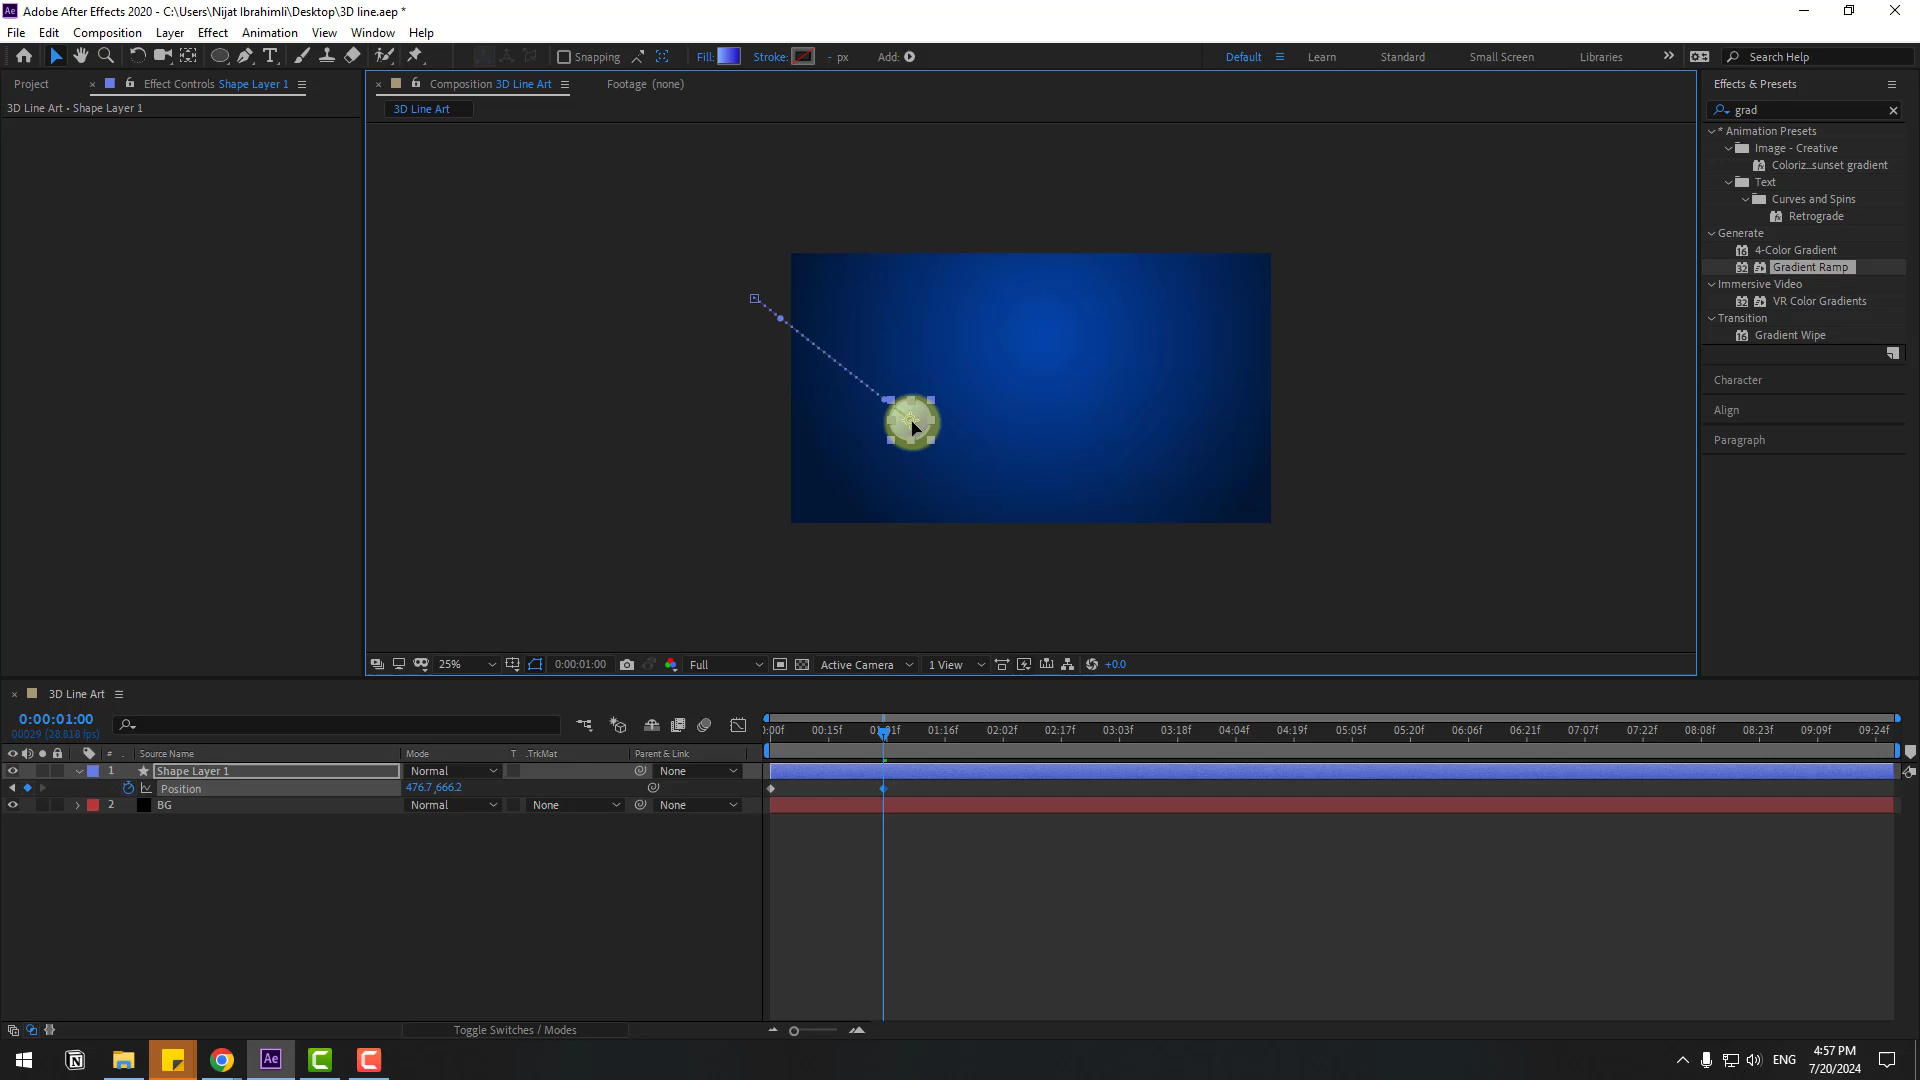 Adobe After Effects 2020 - C:\Users\Nijat Ibrahimli\Desktop\3D line.aep *
File Edit Composition Layer Effect Animation View Window Help
Snapping Fill: Stroke: - px Add: Default Learn Standard Small Screen Libraries Search Help
Project Effect Controls Shape Layer 1 Composition 3D Line Art Footage (none) Effects & Presets
3D Line Art • Shape Layer 1 3D Line Art grad
* Animation Presets
Image - Creative
Coloriz...sunset gradient
Text
Curves and Spins
Retrograde
Generate
4-Color Gradient
Gradient Ramp
Immersive Video
VR Color Gradients
Transition
Gradient Wipe
Character
Align
Paragraph
25% 0:00:01:00 Full Active Camera 1 View +0.0
3D Line Art
0:00:01:00
00029 (28.818 fps)
:00f 00:15f 01:01f 01:16f 02:02f 02:17f 03:03f 03:18f 04:04f 04:19f 05:05f 05:20f 06:06f 06:21f 07:07f 07:22f 08:08f 08:23f 09:09f 09:24f
# Source Name Mode T .TrkMat Parent & Link
1 Shape Layer 1 Normal None
Position 476.7,666.2
2 BG Normal None None
Toggle Switches / Modes
ENG 4:57 PM
7/20/2024